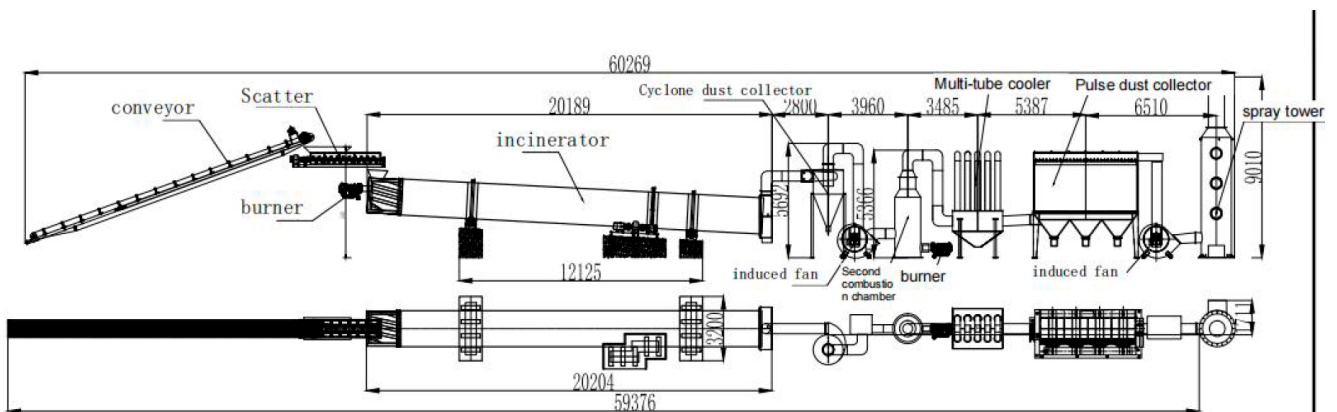 60269
conveyor
Scatter
20189
Cyclone dust collector
2800
3960
Multi-tube cooler
3485
5387
Pulse dust collector
6510
spray tower
incinerator
burner
5692
5366
9010
12125
induced fan
Second
combustio
n chamber
burner
induced fan
3200
1711
20204
59376